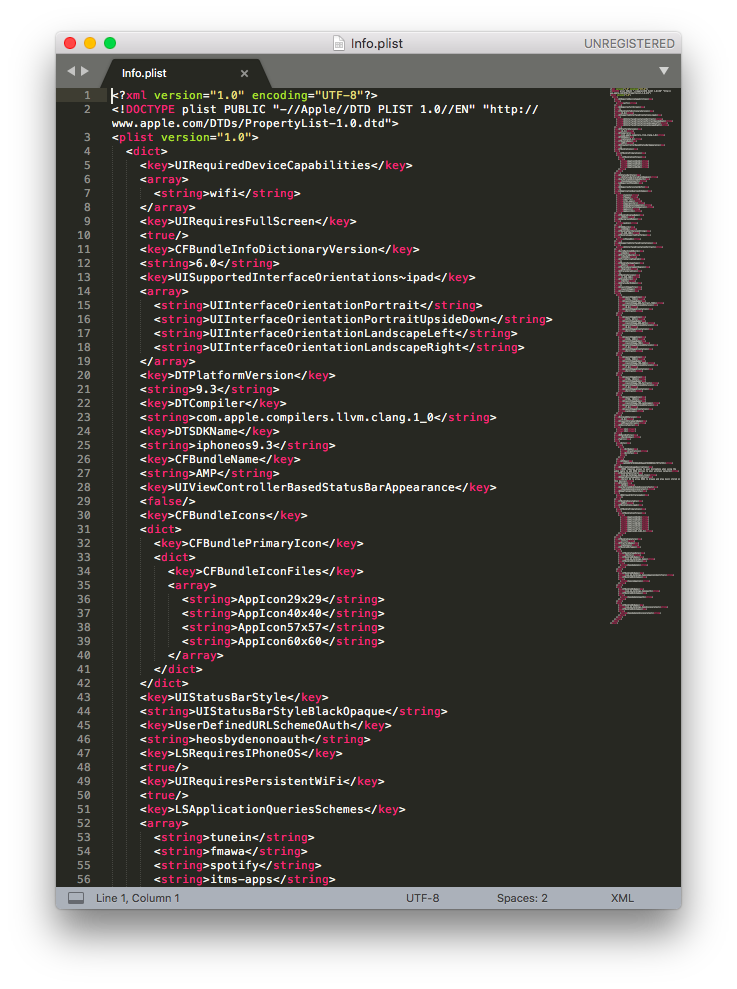 Info.plist
UNREGISTERED
Info.plist
1 <?xml version="1.0" encoding="UTF-8"?>
2 <!DOCTYPE plist PUBLIC "-//Apple//DTD PLIST 1.0//EN" "http://
www.apple.com/DTDs/PropertyList-1.0.dtd">
3 <plist version="1.0">
4 <dict>
5 <key>UIRequiredDeviceCapabilities</key>
6 <array>
7 <string>wifi</string>
8 </array>
9 <key>UIRequiresFullScreen</key>
10 <true/>
11 <key>CFBundleInfoDictionaryVersion</key>
12 <string>6.0</string>
13 <key>UISupportedInterfaceOrientations~ipad</key>
14 <array>
15 <string>UIInterfaceOrientationPortrait</string>
16 <string>UIInterfaceOrientationPortraitUpsideDown</string>
17 <string>UIInterfaceOrientationLandscapeLeft</string>
18 <string>UIInterfaceOrientationLandscapeRight</string>
19 </array>
20 <key>DTPlatformVersion</key>
21 <string>9.3</string>
22 <key>DTCompiler</key>
23 <string>com.apple.compilers.llvm.clang.1_0</string>
24 <key>DTSDKName</key>
25 <string>iphoneos9.3</string>
26 <key>CFBundleName</key>
27 <string>AMP</string>
28 <key>UIViewControllerBasedStatusBarAppearance</key>
29 <false/>
30 <key>CFBundleIcons</key>
31 <dict>
32 <key>CFBundlePrimaryIcon</key>
33 <dict>
34 <key>CFBundleIconFiles</key>
35 <array>
36 <string>AppIcon29x29</string>
37 <string>AppIcon40x40</string>
38 <string>AppIcon57x57</string>
39 <string>AppIcon60x60</string>
40 </array>
41 </dict>
42 </dict>
43 <key>UIStatusBarStyle</key>
44 <string>UIStatusBarStyleBlackOpaque</string>
45 <key>UserDefinedURLSchemeOAuth</key>
46 <string>heosbydenonoauth</string>
47 <key>LSRequiresIPhoneOS</key>
48 <true/>
49 <key>UIRequiresPersistentWiFi</key>
50 <true/>
51 <key>LSApplicationQueriesSchemes</key>
52 <array>
53 <string>tunein</string>
54 <string>fmawa</string>
55 <string>spotify</string>
56 <string>itms-apps</string>
Line 1, Column 1
UTF-8
Spaces: 2
XML